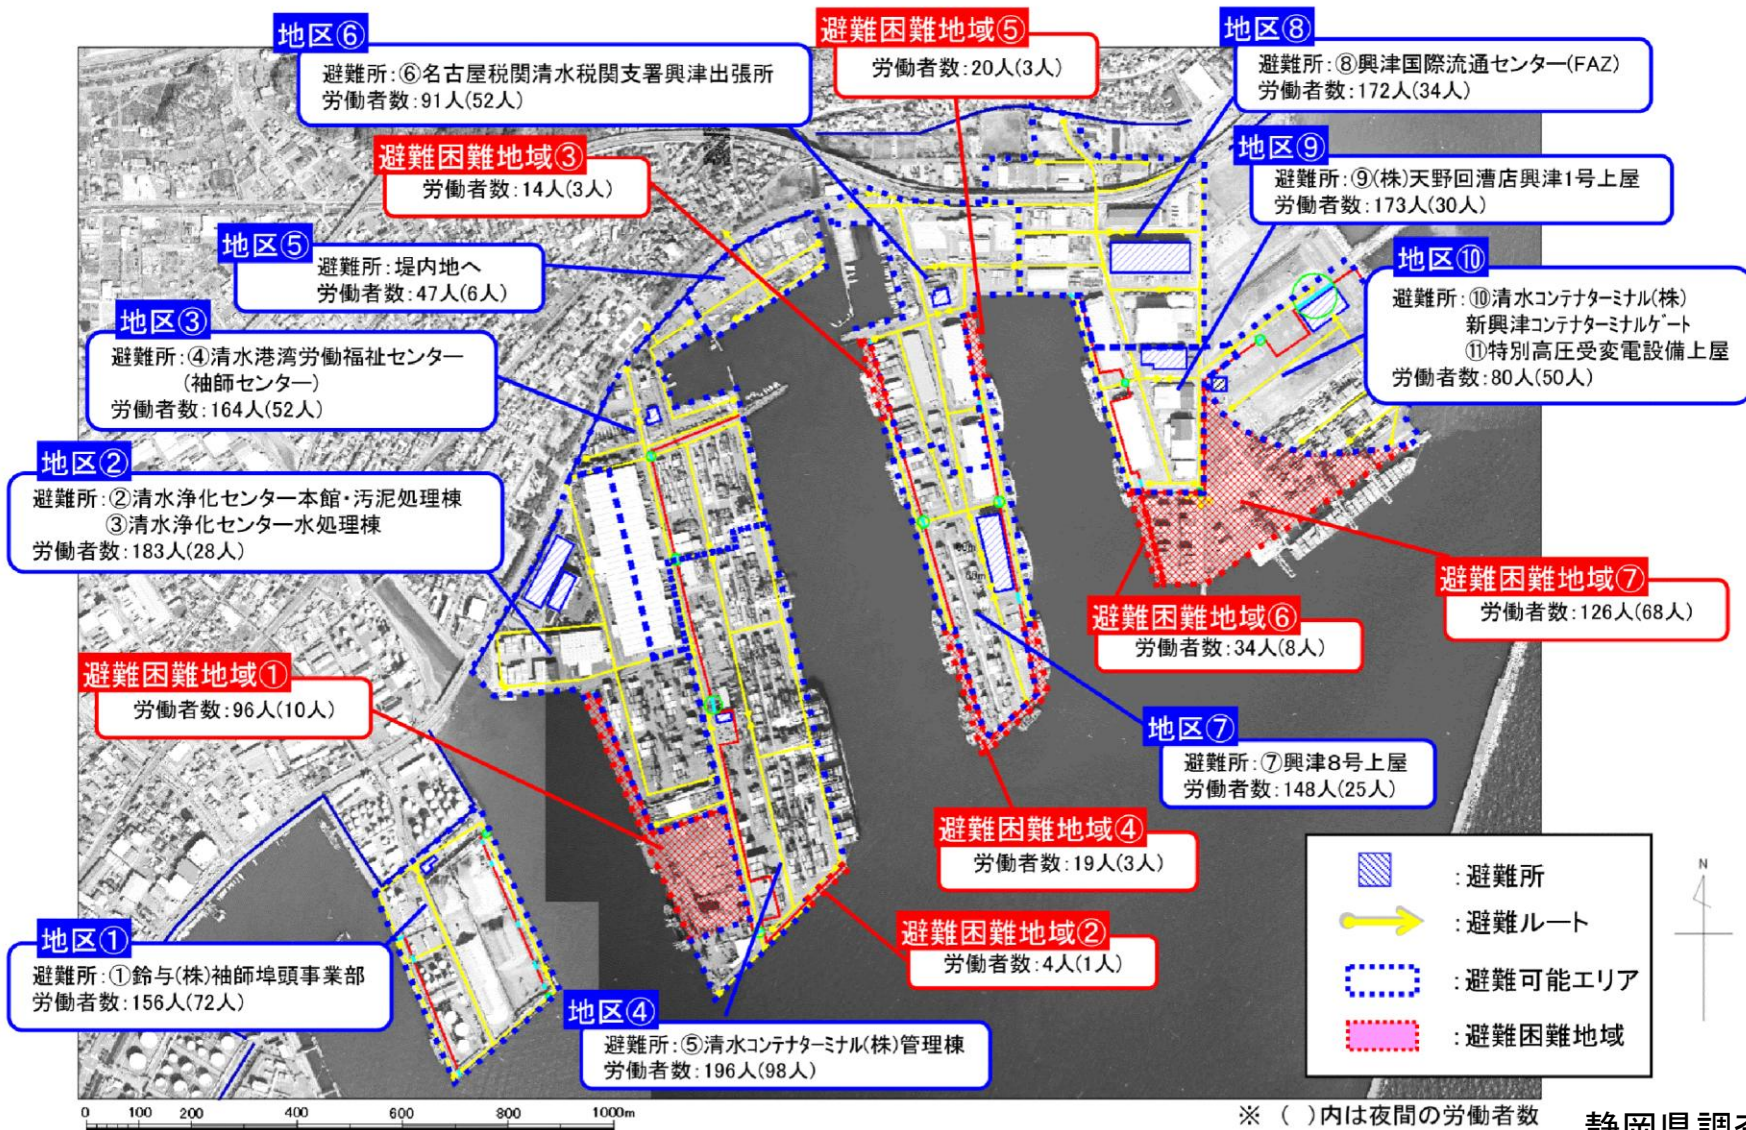 地区⑥
避難所:⑥名古屋税関清水税関支署興津出張所
労働者数:91人(52人)
避難困難地域⑤
労働者数:20人(3人)
地区⑧
避難所:⑧興津国際流通センター(FAZ)
労働者数:172人(34人)
避難困難地域③
労働者数:14人(3人)
地区⑨
避難所:⑨(株)天野回漕店興津1号上屋
労働者数:173人(30人)
地区⑤
避難所:堤内地へ
労働者数:47人(6人)
地区⑩
避難所:⑩清水コンテナターミナル(株)
新興津コンテナターミナルゲート
⑪特別高圧受変電設備上屋
労働者数:80人(50人)
地区③
避難所:④清水港湾労働福祉センター
(袖師センター)
労働者数:164人(52人)
地区②
避難所:②清水浄化センター本館・汚泥処理棟
③清水浄化センター水処理棟
労働者数:183人(28人)
避難困難地域⑦
労働者数:126人(68人)
避難困難地域⑥
労働者数:34人(8人)
避難困難地域①
労働者数:96人(10人)
地区⑦
避難所:⑦興津8号上屋
労働者数:148人(25人)
避難困難地域④
労働者数:19人(3人)
避難困難地域②
労働者数:4人(1人)
地区①
避難所:①鈴与(株)袖師埠頭事業部
労働者数:156人(72人)
地区④
避難所:⑤清水コンテナターミナル(株)管理棟
労働者数:196人(98人)
:避難所
:避難ルート
:避難可能エリア
:避難困難地域
N
0 100 200 400 600 800 1000m
※ ( )内は夜間の労働者数
静岡県調査